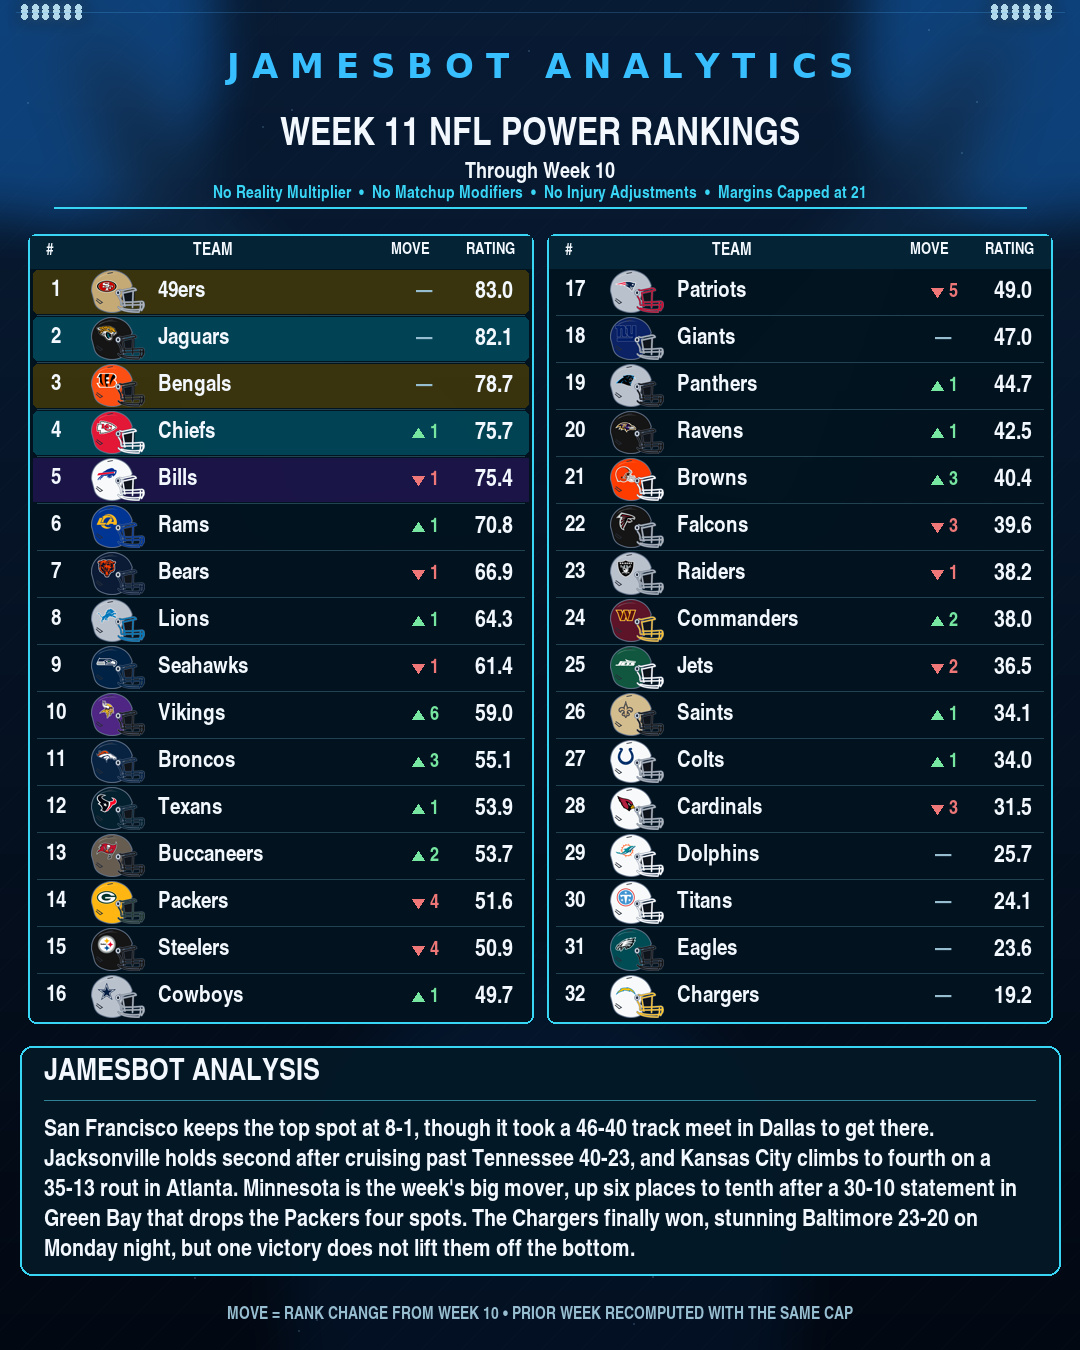 JAMESBOT ANALYTICS
WEEK 11 NFL POWER RANKINGS
Through Week 10
No Reality Multiplier • No Matchup Modifiers • No Injury Adjustments • Margins Capped at 21
# TEAM MOVE RATING
1 49ers — 83.0
2 Jaguars — 82.1
3 Bengals — 78.7
4 Chiefs ▲ 1 75.7
5 Bills ▼ 1 75.4
6 Rams ▲ 1 70.8
7 Bears ▼ 1 66.9
8 Lions ▲ 1 64.3
9 Seahawks ▼ 1 61.4
10 Vikings ▲ 6 59.0
11 Broncos ▲ 3 55.1
12 Texans ▲ 1 53.9
13 Buccaneers ▲ 2 53.7
14 Packers ▼ 4 51.6
15 Steelers ▼ 4 50.9
16 Cowboys ▲ 1 49.7
# TEAM MOVE RATING
17 Patriots ▼ 5 49.0
18 Giants — 47.0
19 Panthers ▲ 1 44.7
20 Ravens ▲ 1 42.5
21 Browns ▲ 3 40.4
22 Falcons ▼ 3 39.6
23 Raiders ▼ 1 38.2
24 Commanders ▲ 2 38.0
25 Jets ▼ 2 36.5
26 Saints ▲ 1 34.1
27 Colts ▲ 1 34.0
28 Cardinals ▼ 3 31.5
29 Dolphins — 25.7
30 Titans — 24.1
31 Eagles — 23.6
32 Chargers — 19.2
JAMESBOT ANALYSIS
San Francisco keeps the top spot at 8-1, though it took a 46-40 track meet in Dallas to get there.
Jacksonville holds second after cruising past Tennessee 40-23, and Kansas City climbs to fourth on a
35-13 rout in Atlanta. Minnesota is the week's big mover, up six places to tenth after a 30-10 statement in
Green Bay that drops the Packers four spots. The Chargers finally won, stunning Baltimore 23-20 on
Monday night, but one victory does not lift them off the bottom.
MOVE = RANK CHANGE FROM WEEK 10 • PRIOR WEEK RECOMPUTED WITH THE SAME CAP